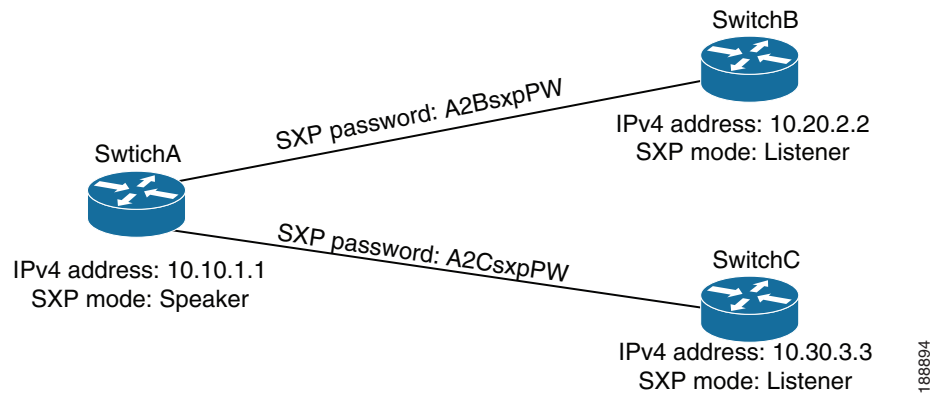 SwitchB
SXP password: A2BsxpPW
IPv4 address: 10.20.2.2
SXP mode: Listener
SwtichA
SXP password: A2CsxpPW
IPv4 address: 10.10.1.1
SXP mode: Speaker
SwitchC
IPv4 address: 10.30.3.3
SXP mode: Listener
188894